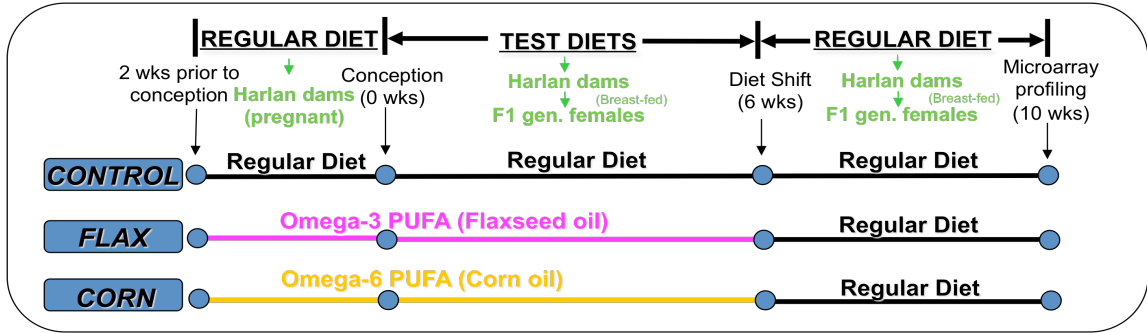 REGULAR DIET
TEST DIETS
REGULAR DIET
2 wks prior to
conception
Harlan dams
(pregnant)
Conception
(0 wks)
Harlan dams
(Breast-fed)
F1 gen. females
Diet Shift
(6 wks)
Harlan dams
(Breast-fed)
F1 gen. females
Microarray
profiling
(10 wks)
CONTROL
Regular Diet
Regular Diet
Regular Diet
FLAX
Omega-3 PUFA (Flaxseed oil)
Regular Diet
CORN
Omega-6 PUFA (Corn oil)
Regular Diet